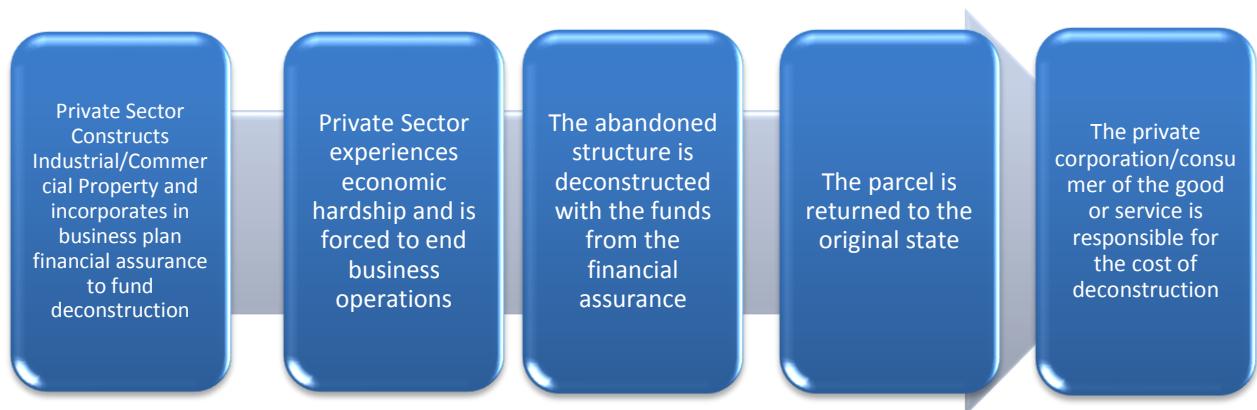 Private Sector
Constructs
Industrial/Commer
cial Property and
incorporates in
business plan
financial assurance
to fund
deconstruction
Private Sector
experiences
economic
hardship and is
forced to end
business
operations
The abandoned
structure is
deconstructed
with the funds
from the
financial
assurance
The parcel is
returned to the
original state
The private
corporation/consu
mer of the good
or service is
responsible for
the cost of
deconstruction